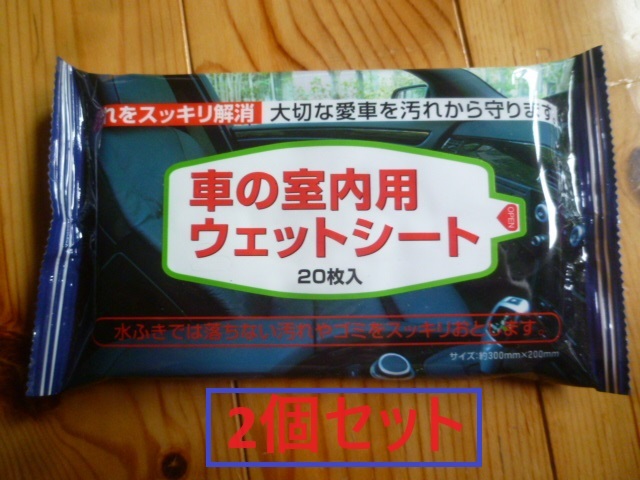 れをスッキリ解消 大切な愛車を汚れから守ります
車の室内用
ウェットシート
OPEN
20枚入
水ふきでは落ちない汚れやゴミをスッキリおとします。
サイズ:約300mm×200mm
2個セット